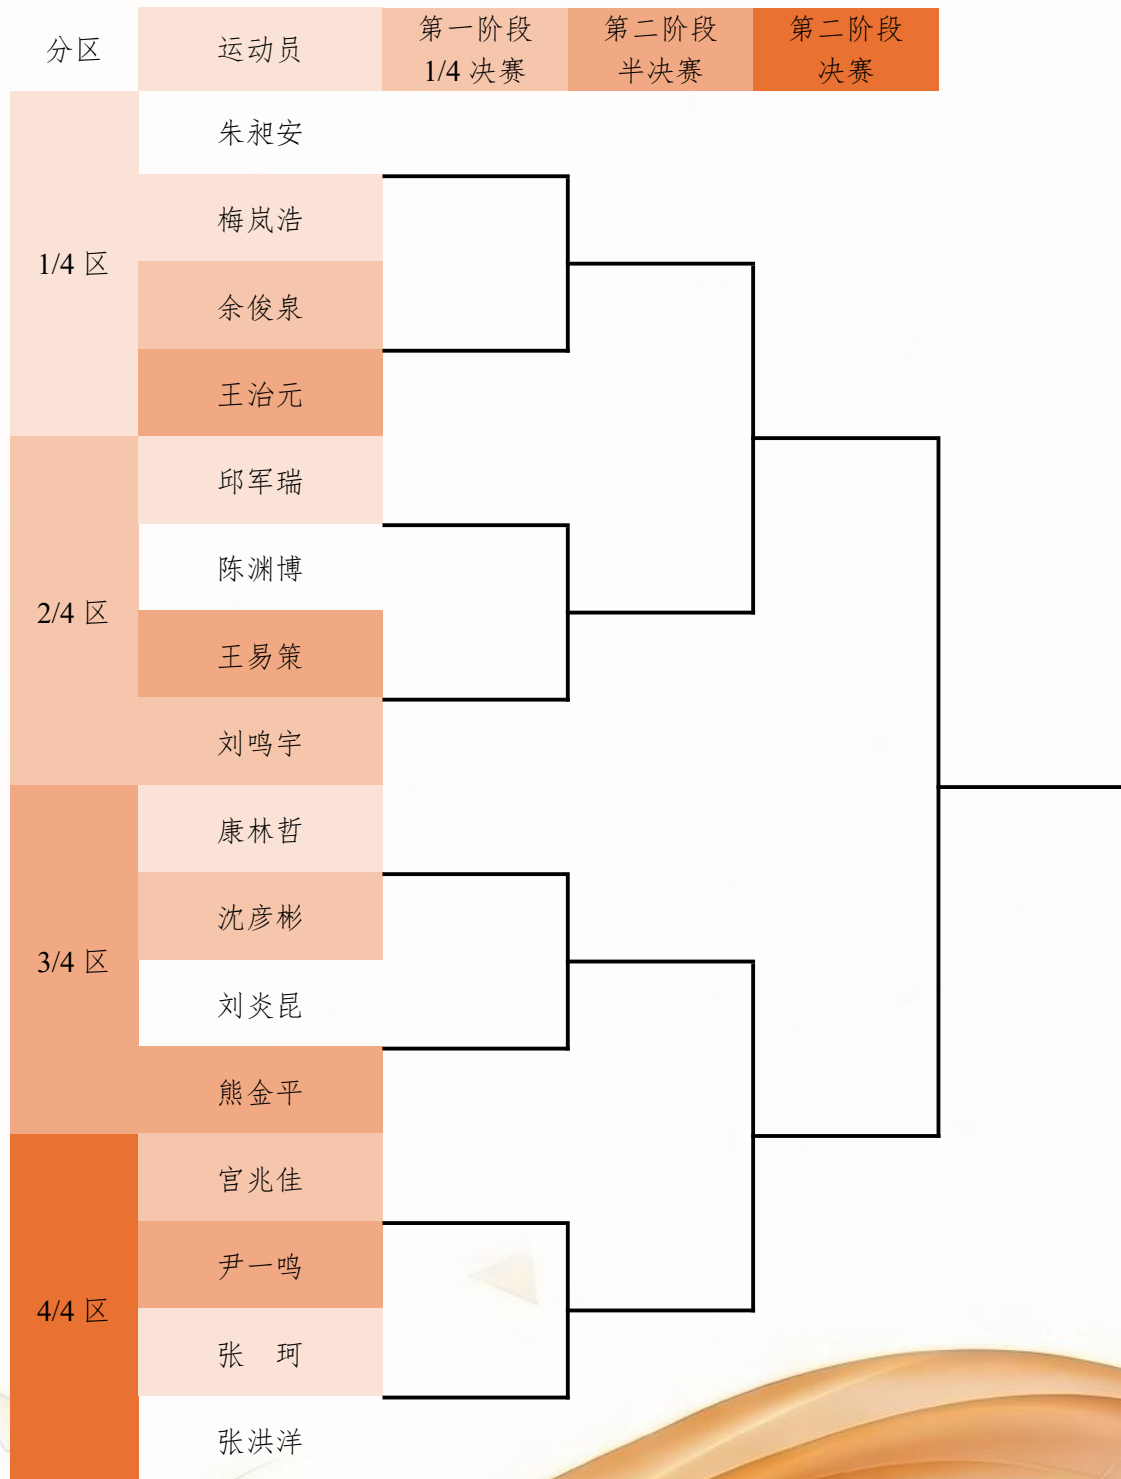 分区
运动员
第一阶段
1/4 决赛
第二阶段
半决赛
第二阶段
决赛
1/4 区
朱昶安
梅岚浩
余俊泉
王治元
2/4 区
邱军瑞
陈渊博
王易策
刘鸣宇
3/4 区
康林哲
沈彦彬
刘炎昆
熊金平
4/4 区
宫兆佳
尹一鸣
张　珂
张洪洋